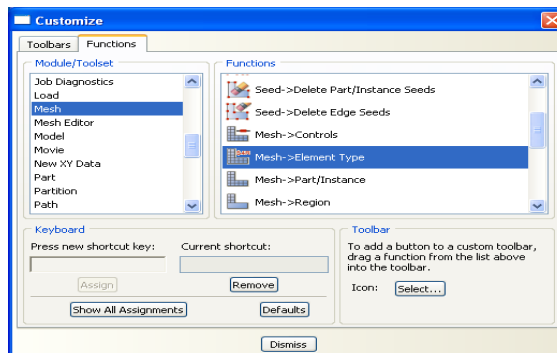 Customize
Toolbars Functions
Module/Toolset
Job Diagnostics
Load
Mesh
Mesh Editor
Model
Movie
New XY Data
Part
Partition
Path
Functions
Seed->Delete Part/Instance Seeds
Seed->Delete Edge Seeds
Mesh->Controls
Mesh->Element Type
Mesh->Part/Instance
Mesh->Region
Keyboard
Press new shortcut key: Current shortcut:
Assign Remove
Show All Assignments Defaults
Toolbar
To add a button to a custom toolbar,
drag a function from the list above
into the toolbar.
Icon: Select...
Dismiss